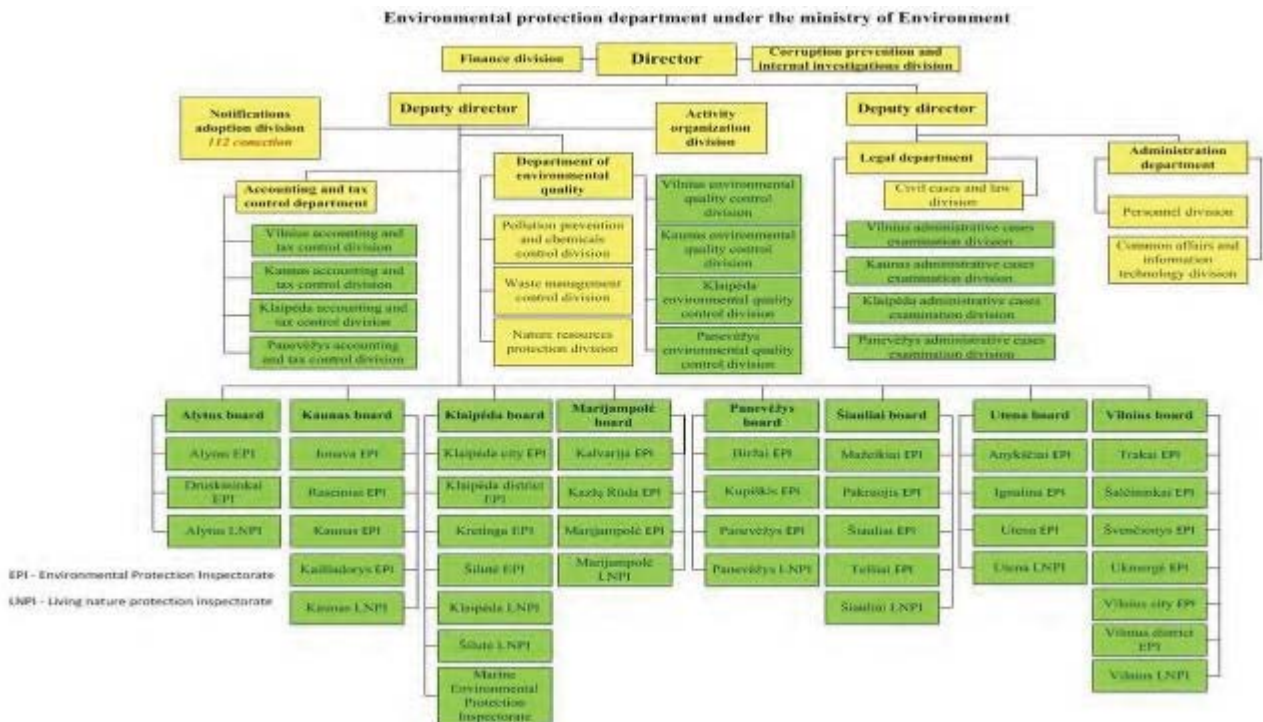 Environmental protection department under the ministry of Environment
Finance division
Director
Corruption prevention and
internal investigations division
Notifications
adoption division
112 conection
Deputy director
Activity
organization
division
Deputy director
Department of
environmental
quality
Legal department
Administration
department
Accounting and tax
control department
Civil cases and law
division
Personnel division
Common affairs and
information
technology division
Vilnius accounting and
tax control division
Kaunas accounting and
tax control division
Klaipėda accounting and
tax control division
Panevėžys accounting
and tax control division
Pollution prevention
and chemicals
control division
Waste management
control division
Nature resources
protection division
Vilnius environmental
quality control
division
Kaunas environmental
quality control
division
Klaipėda
environmental quality
control division
Panevėžys
environmental quality
control division
Vilnius administrative cases
examination division
Kaunas administrative cases
examination division
Klaipėda administrative cases
examination division
Panevėžys administrative cases
examination division
Alytus board
Alytus EPI
Druskininkai
EPI
Alytus LNPI
Kaunas board
Jonava EPI
Raseiniai EPI
Kaunas EPI
Kaišiadorys EPI
Kaunas LNPI
Klaipėda board
Klaipėda city EPI
Klaipėda district
EPI
Kretinga EPI
Šilutė EPI
Klaipėda LNPI
Šilutė LNPI
Marine
Environmental
Protection
Inspectorate
Marijampolė
board
Kalvarija EPI
Kazlų Rūda EPI
Marijampolė EPI
Marijampolė
LNPI
Panevėžys
board
Biržai EPI
Kupiškis EPI
Panevėžys EPI
Panevėžys LNPI
Šiauliai board
Mažeikiai EPI
Pakruojis EPI
Šiauliai EPI
Telšiai EPI
Šiauliai LNPI
Utena board
Anykščiai EPI
Ignalina EPI
Utena EPI
Utena LNPI
Vilnius board
Trakai EPI
Šalčininkai EPI
Švenčionys EPI
Ukmergė EPI
Vilnius city EPI
Vilnius district
EPI
Vilnius LNPI
EPI - Environmental Protection Inspectorate
LNPI - Living nature protection inspectorate